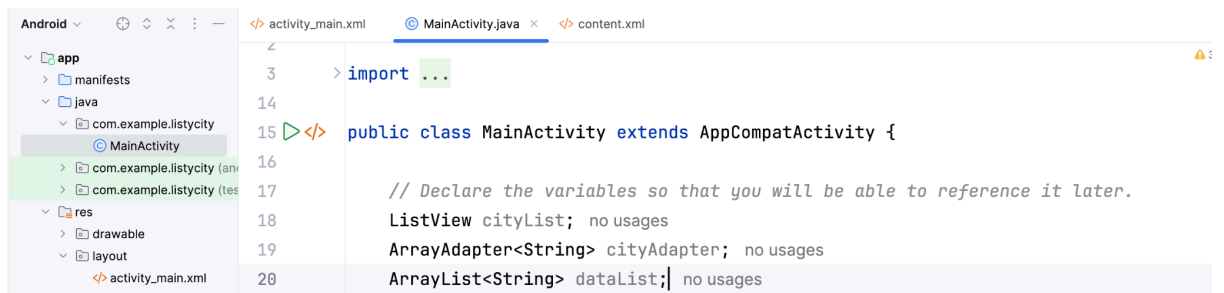 Android
activity_main.xml
MainActivity.java
content.xml
app
manifests
java
com.example.listycity
MainActivity
com.example.listycity
com.example.listycity
res
drawable
layout
activity_main.xml
3 import ...
14
15 public class MainActivity extends AppCompatActivity {
16
17 // Declare the variables so that you will be able to reference it later.
18 ListView cityList; no usages
19 ArrayAdapter<String> cityAdapter; no usages
20 ArrayList<String> dataList; no usages